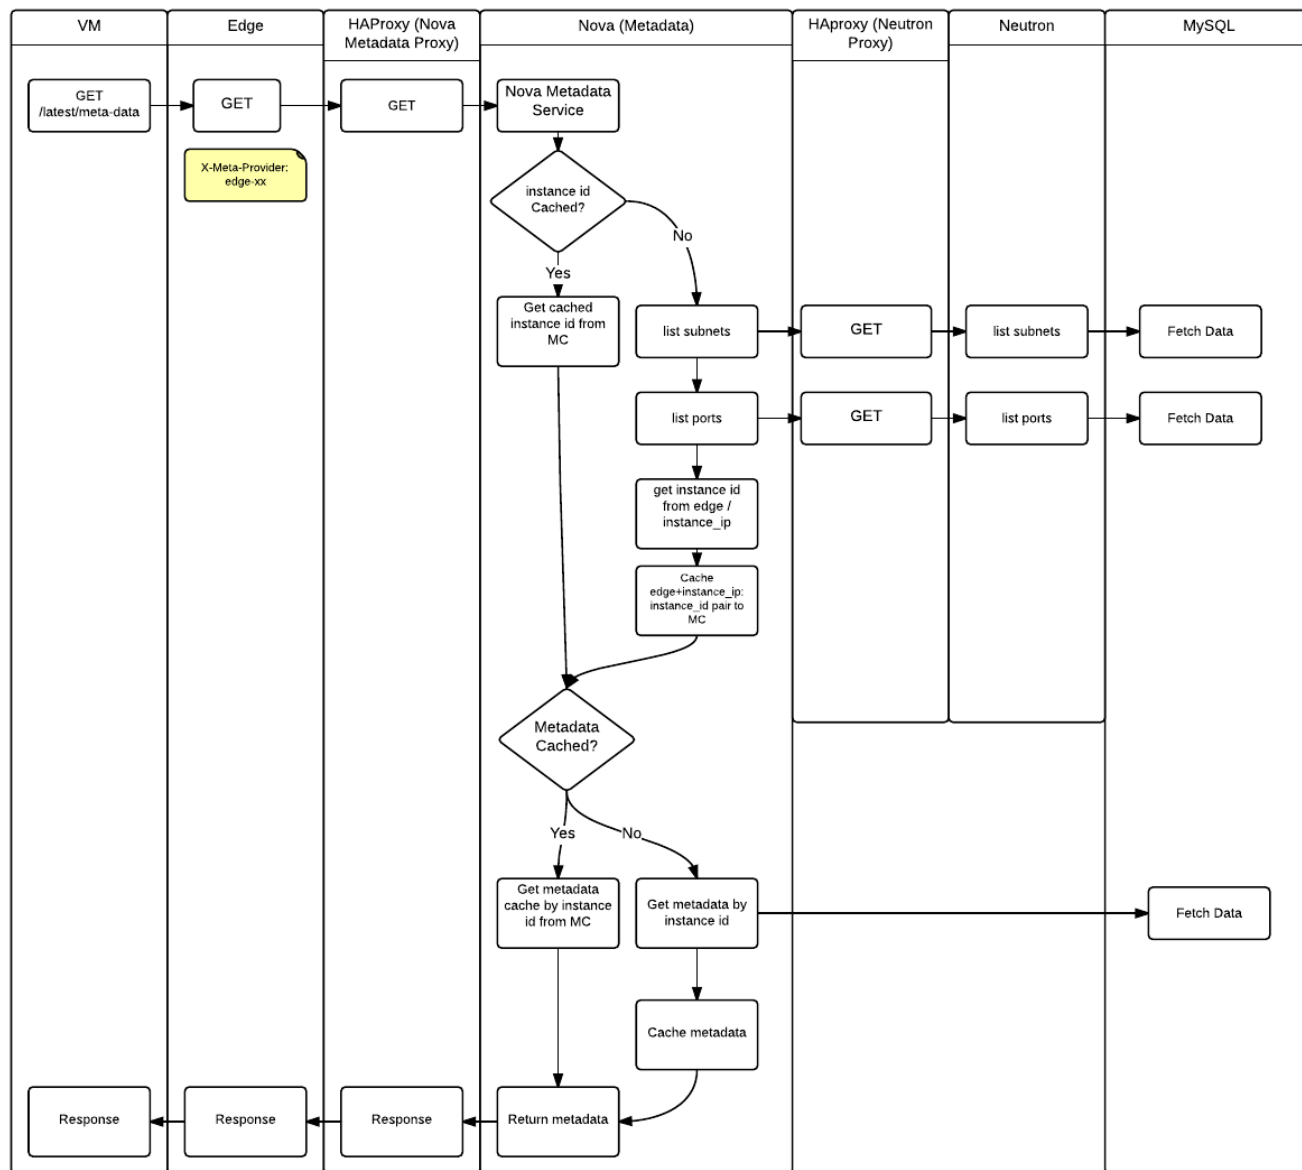 VM
Edge
HAProxy (Nova
Metadata Proxy)
Nova (Metadata)
HAproxy (Neutron
Proxy)
Neutron
MySQL
GET
/latest/meta-data
GET
GET
Nova Metadata
Service
X-Meta-Provider:
edge-xx
instance id
Cached?
No
Yes
Get cached
instance id from
MC
list subnets
GET
list subnets
Fetch Data
list ports
GET
list ports
Fetch Data
get instance id
from edge /
instance_ip
Cache
edge+instance_ip:
instance_id pair to
MC
Metadata
Cached?
Yes
No
Get metadata
cache by instance
id from MC
Get metadata by
instance id
Fetch Data
Cache metadata
Response
Response
Response
Return metadata